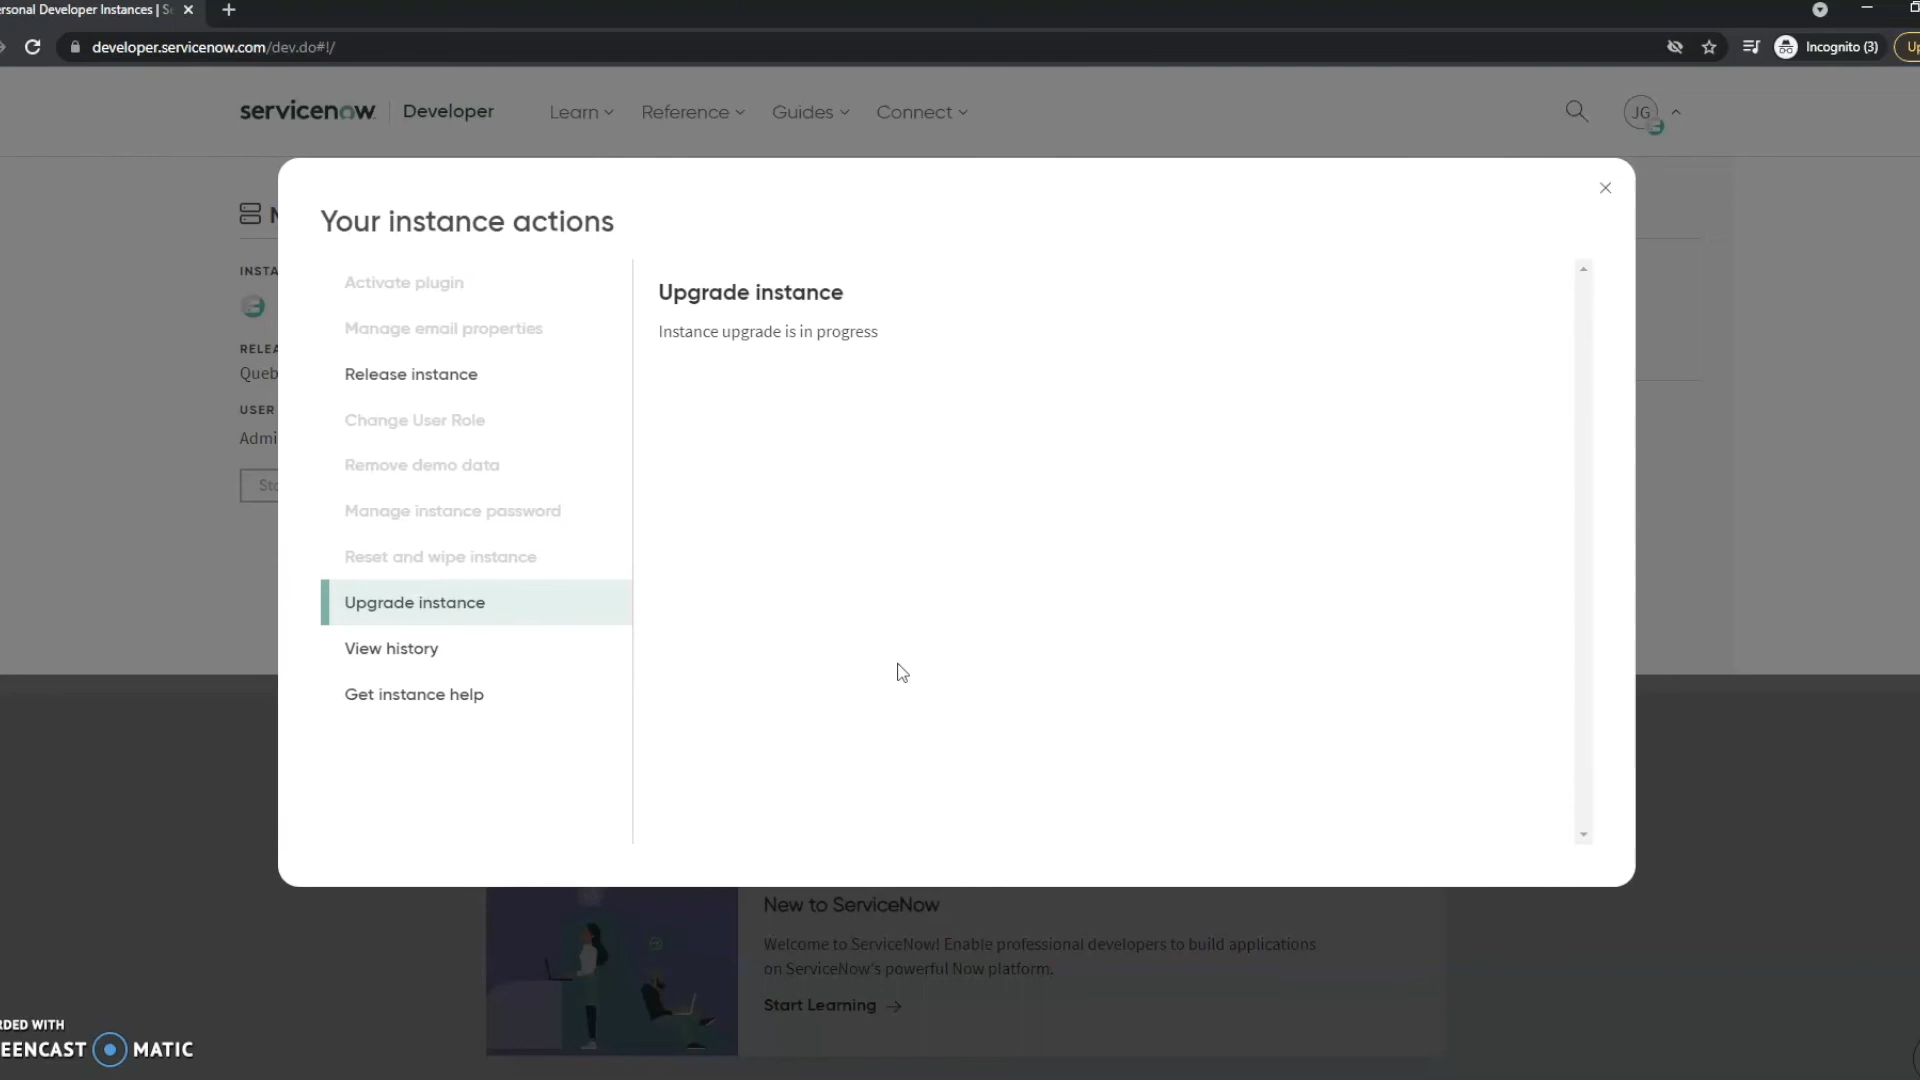 ersonal Developer Instances | S
developer.servicenow.com/dev.do#!/
Incognito (3)
Up
servicenow
Developer
Learn
Reference
Guides
Connect
JG
Your instance actions
Activate plugin
Manage email properties
Release instance
Change User Role
Remove demo data
Manage instance password
Reset and wipe instance
Upgrade instance
View history
Get instance help
Upgrade instance
Instance upgrade is in progress
INSTA
RELEA
Queb
USER
Admi
New to ServiceNow
Welcome to ServiceNow! Enable professional developers to build applications
on ServiceNow's powerful Now platform.
Start Learning
RDED WITH
EENCAST MATIC